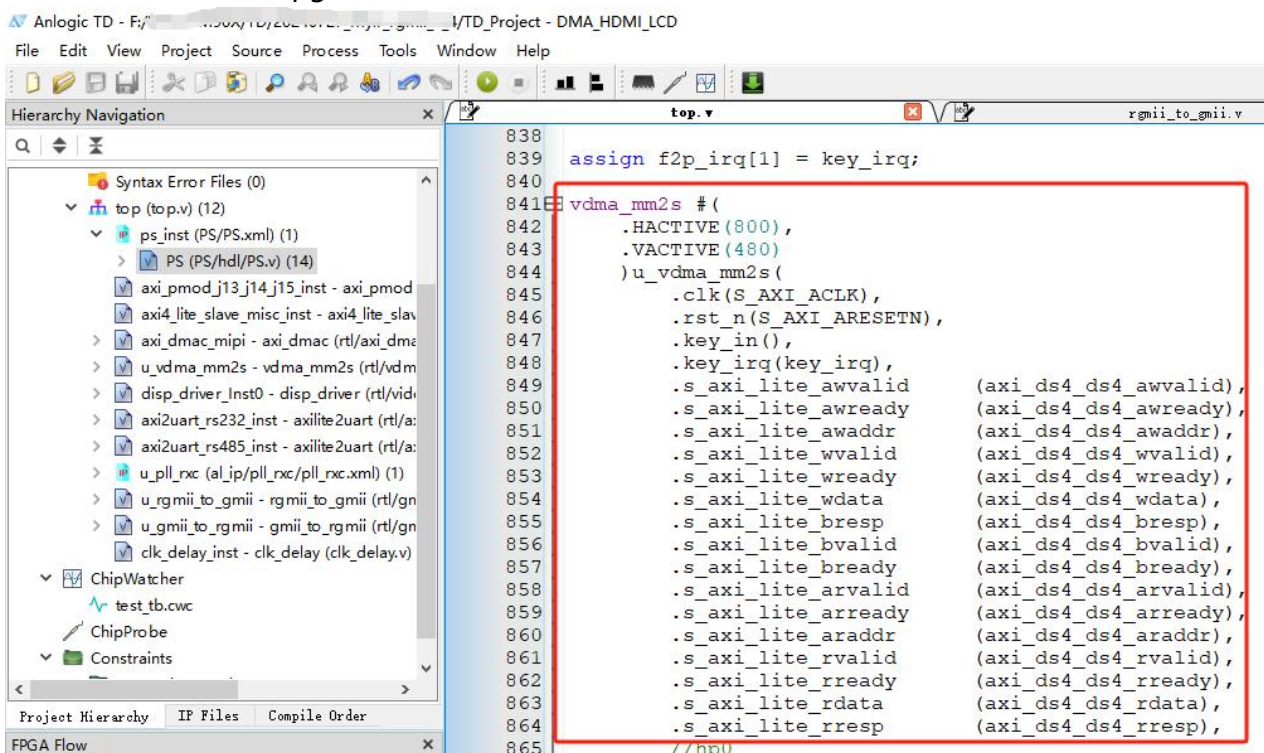 Anlogic TD - F:/ /TD_Project - DMA_HDMI_LCD
File Edit View Project Source Process Tools Window Help
Hierarchy Navigation
top.v
rgmii_to_gmii.v
Syntax Error Files (0)
top (top.v) (12)
ps_inst (PS/PS.xml) (1)
PS (PS/hdl/PS.v) (14)
axi_pmod_j13_j14_j15_inst - axi_pmod
axi4_lite_slave_misc_inst - axi4_lite_slav
axi_dmac_mipi - axi_dmac (rtl/axi_dma
u_vdma_mm2s - vdma_mm2s (rtl/vdm
disp_driver_Inst0 - disp_driver (rtl/vide
axi2uart_rs232_inst - axilite2uart (rtl/a:
axi2uart_rs485_inst - axilite2uart (rtl/a:
u_pll_rxc (al_ip/pll_rxc/pll_rxc.xml) (1)
u_rgmii_to_gmii - rgmii_to_gmii (rtl/gn
u_gmii_to_rgmii - gmii_to_rgmii (rtl/gn
clk_delay_inst - clk_delay (clk_delay.v)
ChipWatcher
test_tb.cwc
ChipProbe
Constraints
Project Hierarchy IP Files Compile Order
FPGA Flow
838
839 assign f2p_irq[1] = key_irq;
840
841 vdma_mm2s #(
842 .HACTIVE(800),
843 .VACTIVE(480)
844 )u_vdma_mm2s(
845 .clk(S_AXI_ACLK),
846 .rst_n(S_AXI_ARESETN),
847 .key_in(),
848 .key_irq(key_irq),
849 .s_axi_lite_awvalid (axi_ds4_ds4_awvalid),
850 .s_axi_lite_awready (axi_ds4_ds4_awready),
851 .s_axi_lite_awaddr (axi_ds4_ds4_awaddr),
852 .s_axi_lite_wvalid (axi_ds4_ds4_wvalid),
853 .s_axi_lite_wready (axi_ds4_ds4_wready),
854 .s_axi_lite_wdata (axi_ds4_ds4_wdata),
855 .s_axi_lite_bresp (axi_ds4_ds4_bresp),
856 .s_axi_lite_bvalid (axi_ds4_ds4_bvalid),
857 .s_axi_lite_bready (axi_ds4_ds4_bready),
858 .s_axi_lite_arvalid (axi_ds4_ds4_arvalid),
859 .s_axi_lite_arready (axi_ds4_ds4_arready),
860 .s_axi_lite_araddr (axi_ds4_ds4_araddr),
861 .s_axi_lite_rvalid (axi_ds4_ds4_rvalid),
862 .s_axi_lite_rready (axi_ds4_ds4_rready),
863 .s_axi_lite_rdata (axi_ds4_ds4_rdata),
864 .s_axi_lite_rresp (axi_ds4_ds4_rresp),
865 //hp0